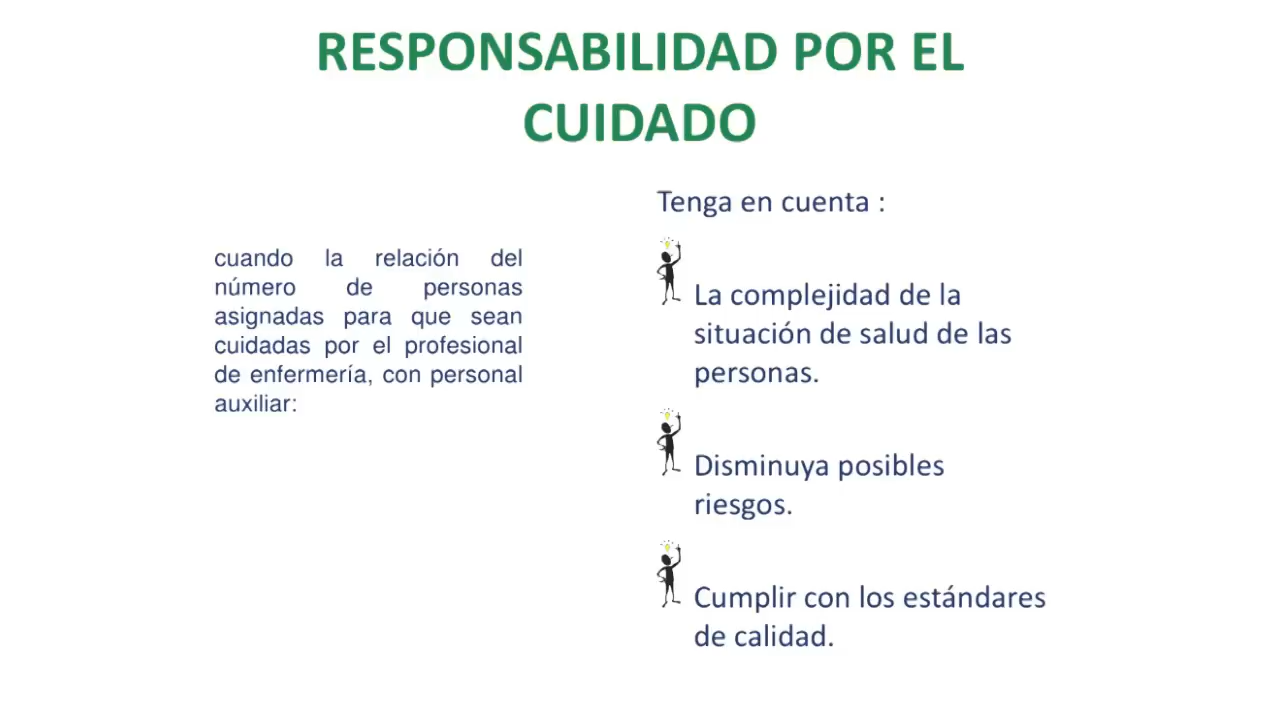 RESPONSABILIDAD POR EL
CUIDADO
cuando la relación del
número de personas
asignadas para que sean
cuidadas por el profesional
de enfermería, con personal
auxiliar:
Tenga en cuenta :
La complejidad de la
situación de salud de las
personas.
Disminuya posibles
riesgos.
Cumplir con los estándares
de calidad.